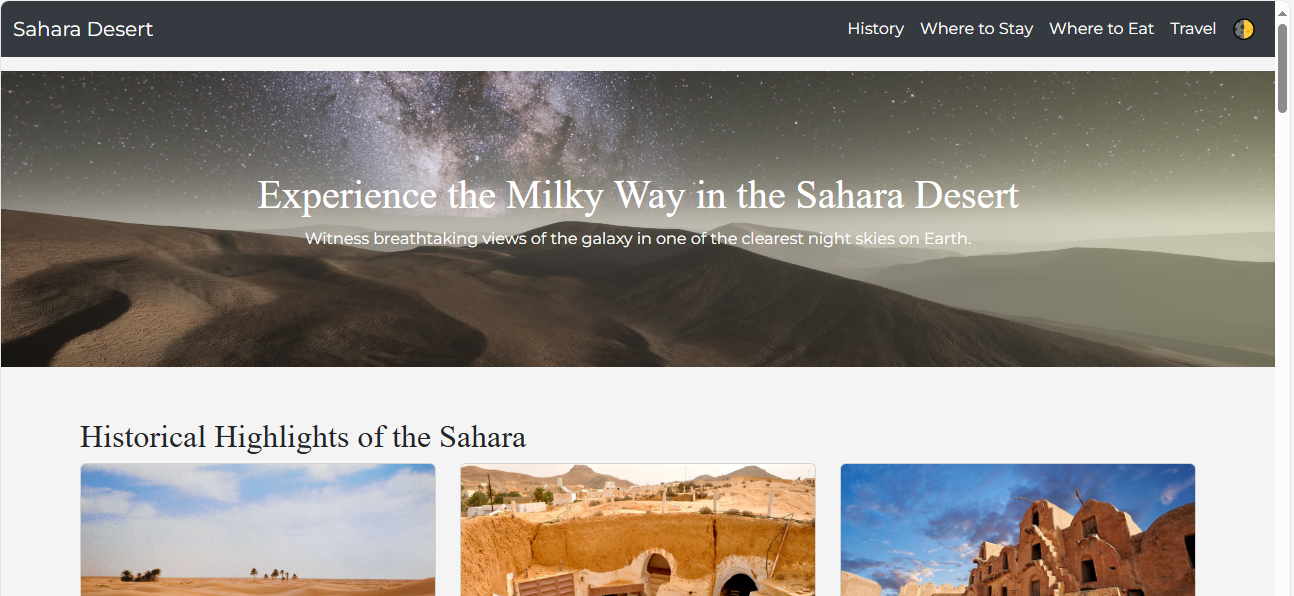 Sahara Desert
History Where to Stay Where to Eat Travel
Experience the Milky Way in the Sahara Desert
Witness breathtaking views of the galaxy in one of the clearest night skies on Earth.
Historical Highlights of the Sahara